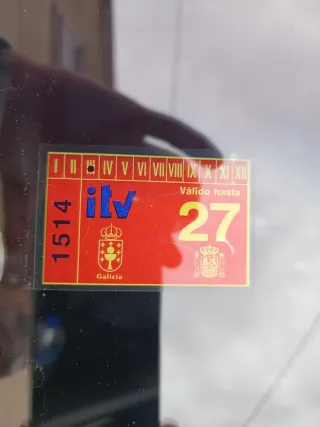 I II III IV V VI VII VIII IX X XI XII
1514
itv
Válido hasta
27
Galicia